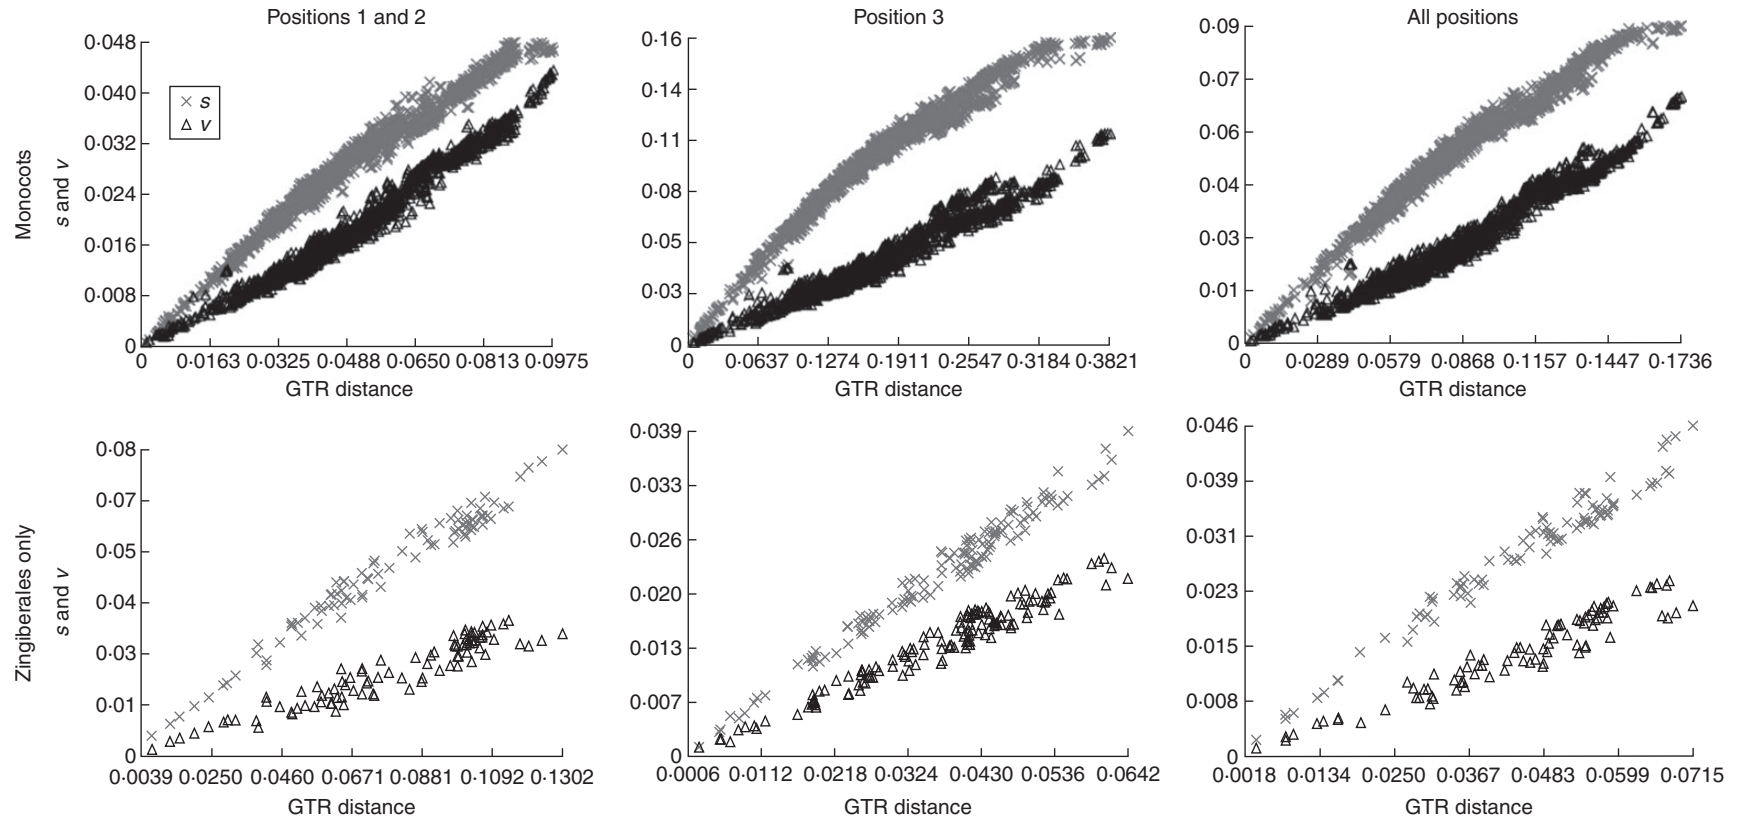 Positions 1 and 2
Position 3
All positions
Monocots
s and v
0·048
0·040
0·032
0·024
0·016
0·008
0
× s
△ v
0 0·0163 0·0325 0·0488 0·0650 0·0813 0·0975
GTR distance
0·16
0·14
0·11
0·08
0·05
0·03
0
0 0·0637 0·1274 0·1911 0·2547 0·3184 0·3821
GTR distance
0·09
0·07
0·06
0·04
0·03
0·01
0
0 0·0289 0·0579 0·0868 0·1157 0·1447 0·1736
GTR distance
Zingiberales only
s and v
0·08
0·07
0·05
0·04
0·03
0·01
0
0·0039 0·0250 0·0460 0·0671 0·0881 0·1092 0·1302
GTR distance
0·039
0·033
0·026
0·020
0·013
0·007
0
0·0006 0·0112 0·0218 0·0324 0·0430 0·0536 0·0642
GTR distance
0·046
0·039
0·031
0·023
0·015
0·008
0
0·0018 0·0134 0·0250 0·0367 0·0483 0·0599 0·0715
GTR distance